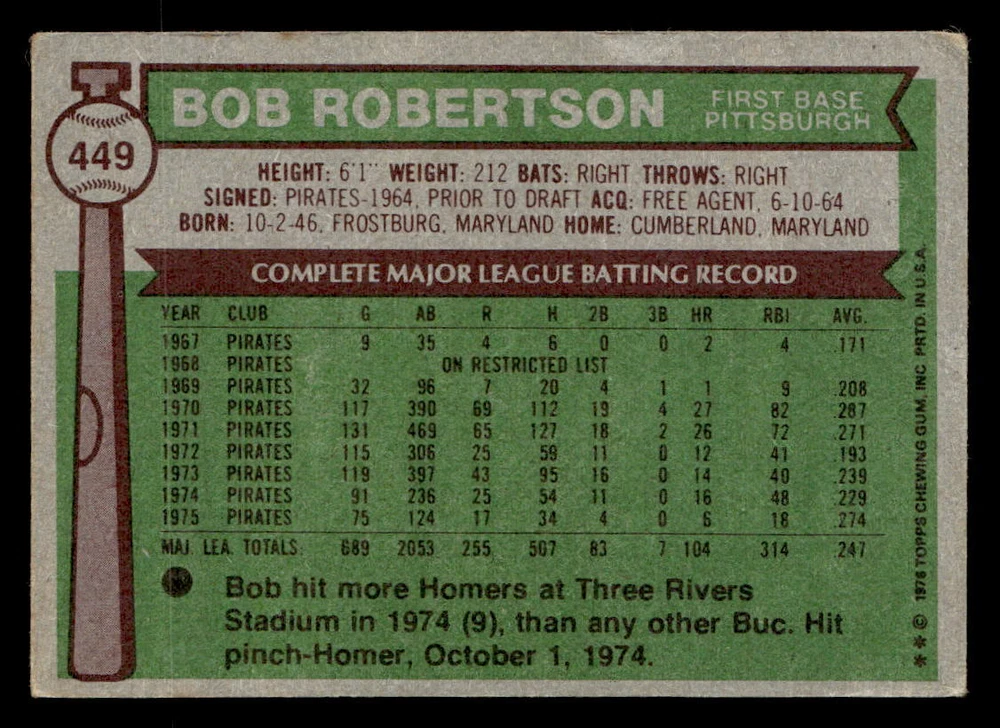 449
BOB ROBERTSON
FIRST BASE
PITTSBURGH
HEIGHT: 6'1" WEIGHT: 212 BATS: RIGHT THROWS: RIGHT
SIGNED: PIRATES-1964, PRIOR TO DRAFT ACQ: FREE AGENT, 6-10-64
BORN: 10-2-46, FROSTBURG, MARYLAND HOME: CUMBERLAND, MARYLAND
COMPLETE MAJOR LEAGUE BATTING RECORD
YEAR CLUB G AB R H 2B 3B HR RBI AVG.
1967 PIRATES 9 35 4 6 0 0 2 4 .171
1968 PIRATES ON RESTRICTED LIST
1969 PIRATES 32 96 7 20 4 1 1 9 .208
1970 PIRATES 117 390 69 112 19 4 27 82 .287
1971 PIRATES 131 469 65 127 18 2 26 72 .271
1972 PIRATES 115 306 25 59 11 0 12 41 .193
1973 PIRATES 119 397 43 95 16 0 14 40 .239
1974 PIRATES 91 236 25 54 11 0 16 48 .229
1975 PIRATES 75 124 17 34 4 0 6 18 .274
MAJ. LEA. TOTALS 689 2053 255 507 83 7 104 314 .247
Bob hit more Homers at Three Rivers
Stadium in 1974 (9), than any other Buc. Hit
pinch-Homer, October 1, 1974.
** © 1976 TOPPS CHEWING GUM, INC. PRTD. IN U.S.A.